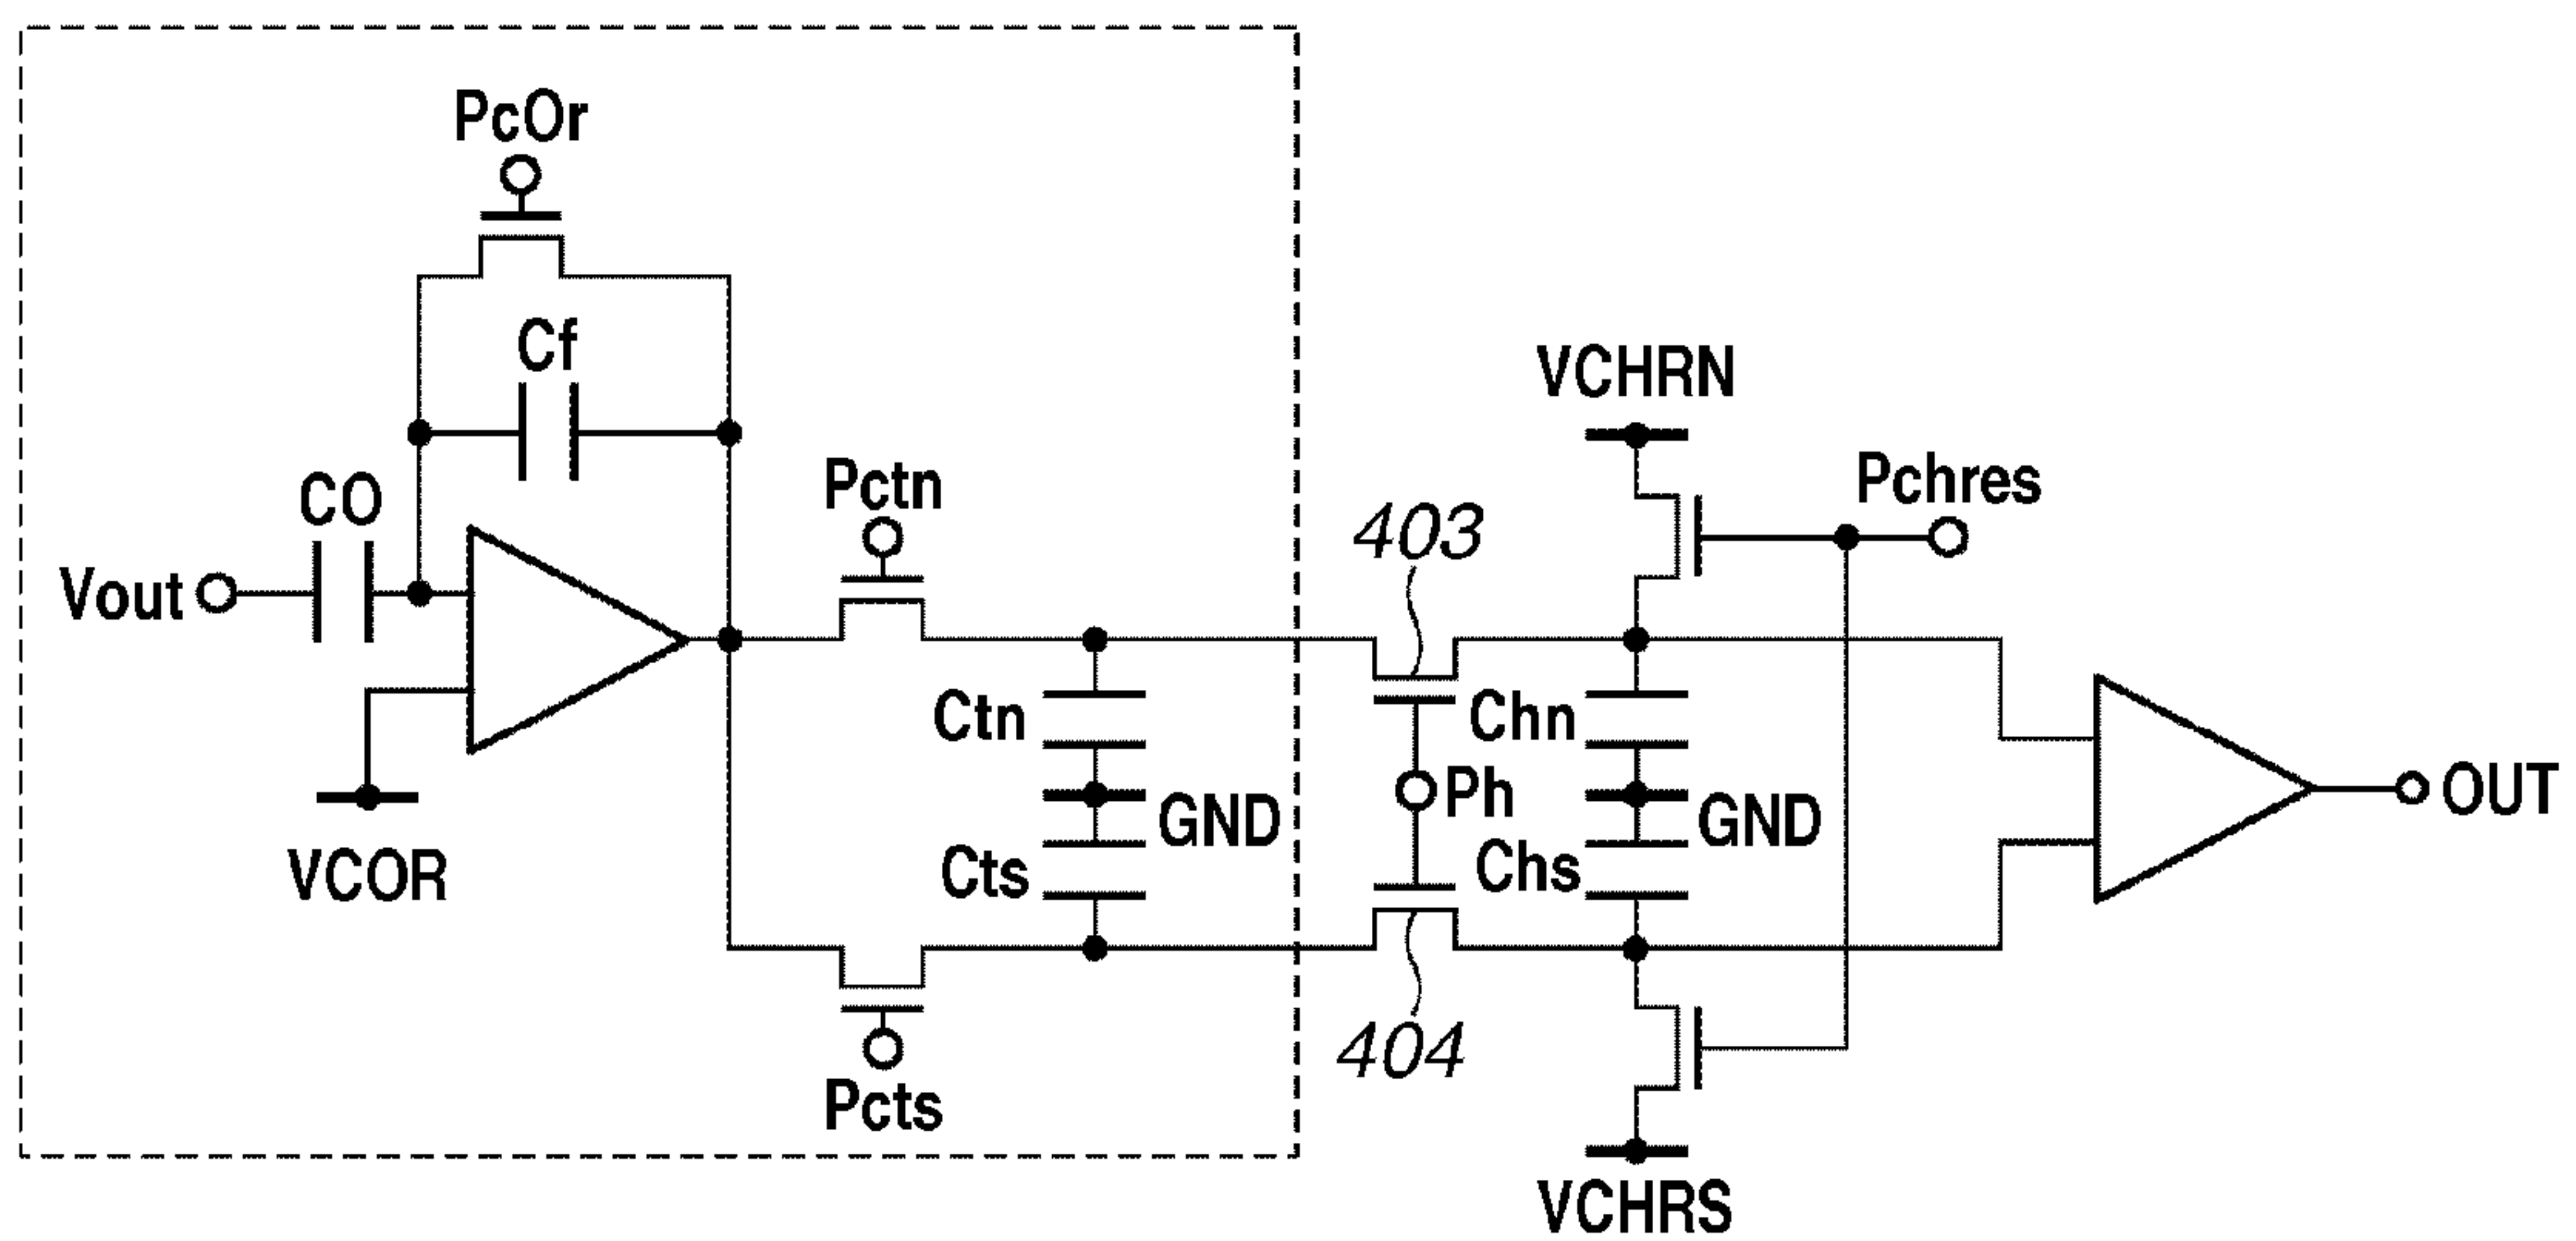 PcOr
Cf
VCHRN
Pctn
Pchres
CO
403
Vout
Ctn
Chn
Ph
GND
GND
OUT
Cts
Chs
VCOR
404
Pcts
VCHRS